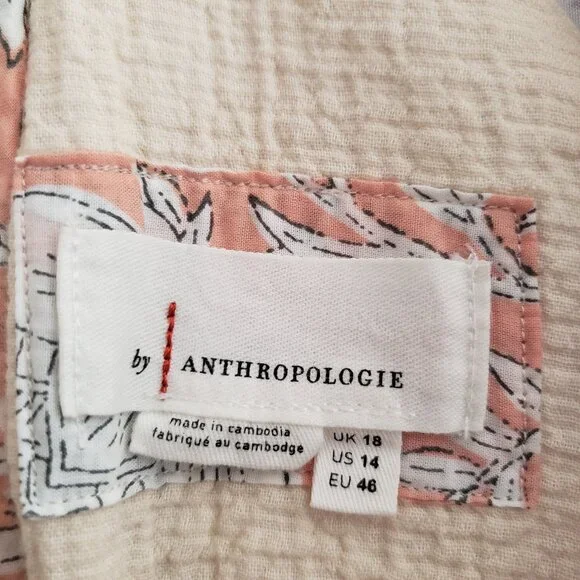 by ANTHROPOLOGIE
made in cambodia
fabriqué au cambodge
UK 18
US 14
EU 46